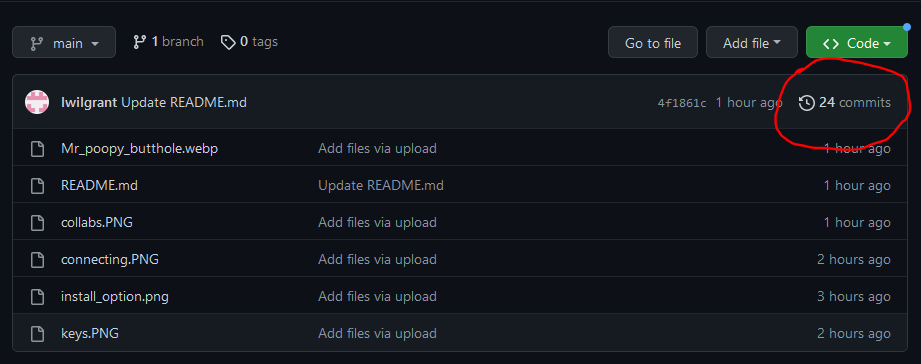 main 1 branch 0 tags Go to file Add file Code
lwilgrant Update README.md 4f1861c 1 hour ago 24 commits
Mr_poopy_butthole.webp Add files via upload 1 hour ago
README.md Update README.md 1 hour ago
collabs.PNG Add files via upload 1 hour ago
connecting.PNG Add files via upload 2 hours ago
install_option.png Add files via upload 3 hours ago
keys.PNG Add files via upload 2 hours ago